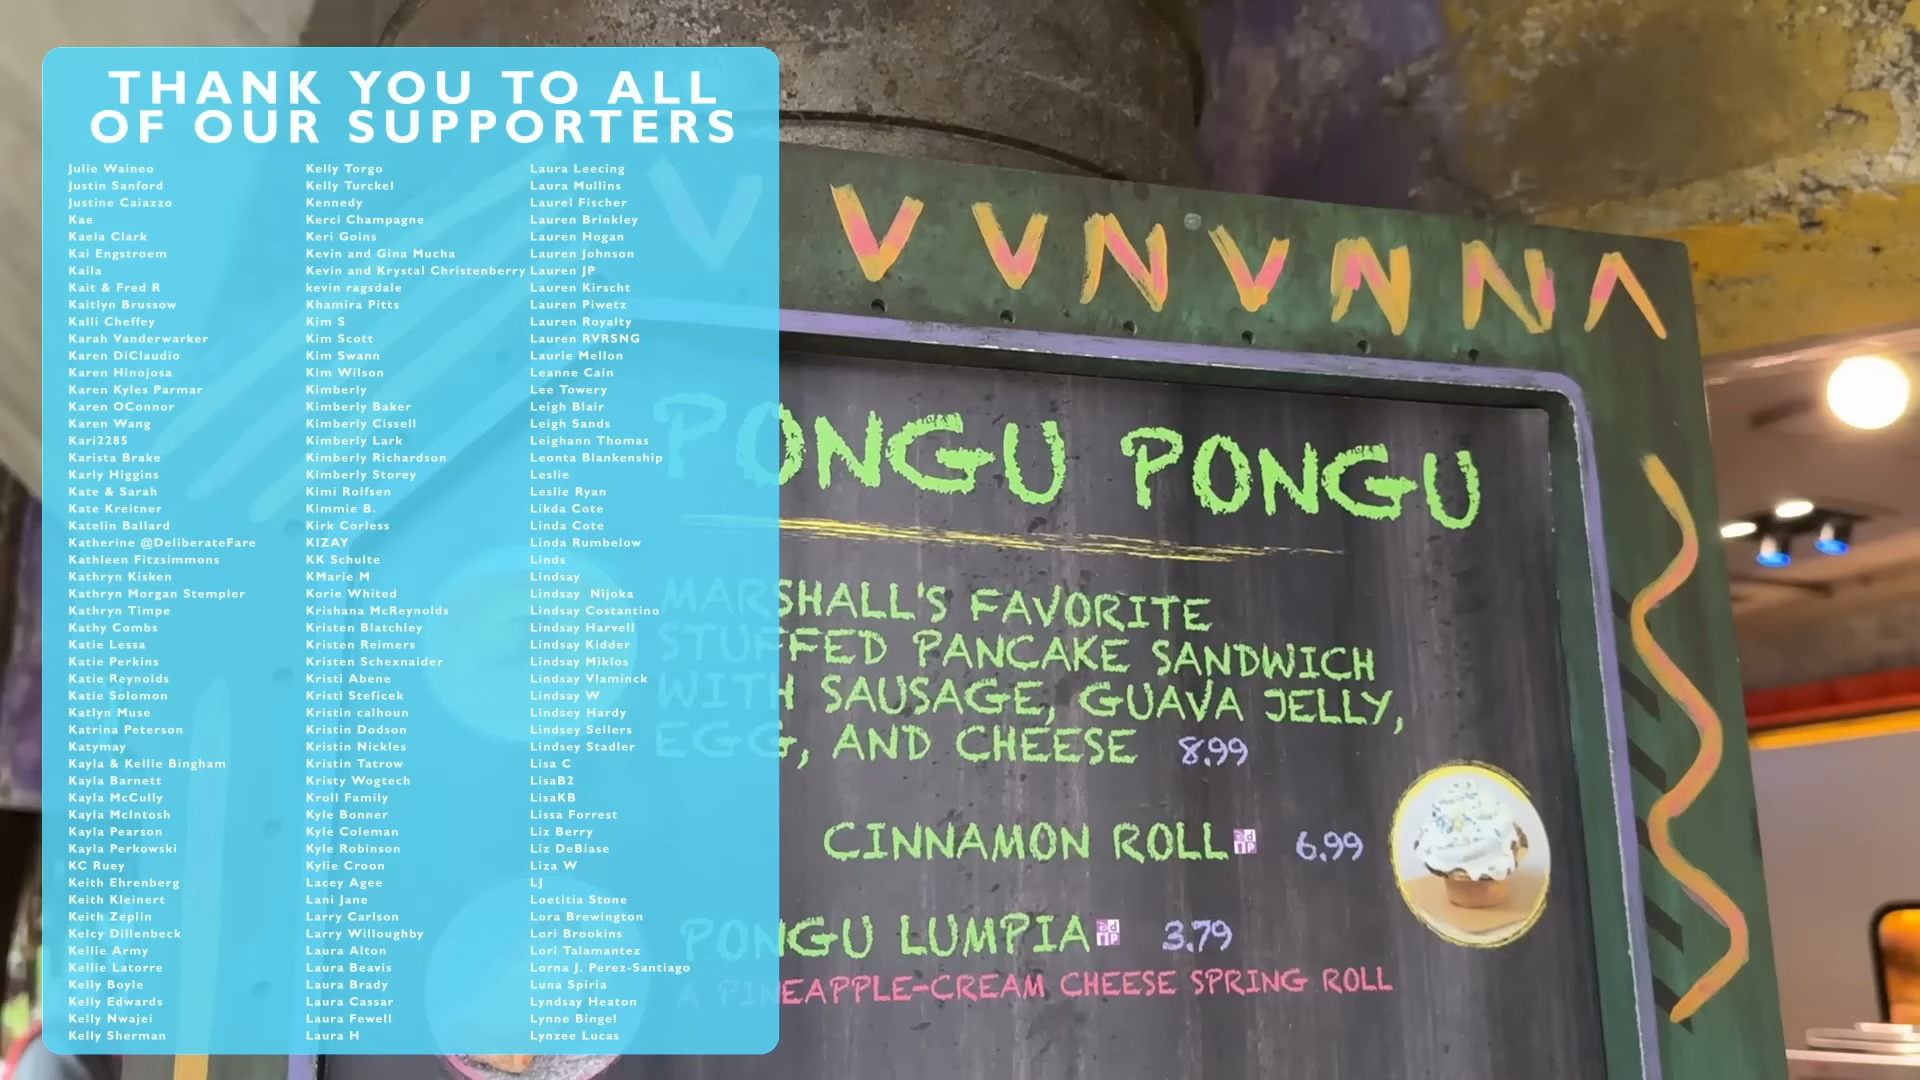 THANK YOU TO ALL
OF OUR SUPPORTERS
Julie Waineo
Justin Sanford
Justine Caiazzo
Kae
Kaela Clark
Kai Engstroem
Kaila
Kait & Fred R
Kaitlyn Brussow
Kalli Cheffey
Karah Vanderwarker
Karen DiClaudio
Karen Hinojosa
Karen Kyles Parmar
Karen OConnor
Karen Wang
Kari2285
Karista Brake
Karly Higgins
Kate & Sarah
Kate Kreitner
Katelin Ballard
Katherine @DeliberateFare
Kathleen Fitzsimmons
Kathryn Kisken
Kathryn Morgan Stempler
Kathryn Timpe
Kathy Combs
Katie Lessa
Katie Perkins
Katie Reynolds
Katie Solomon
Katlyn Muse
Katrina Peterson
Katymay
Kayla & Kellie Bingham
Kayla Barnett
Kayla McCully
Kayla McIntosh
Kayla Pearson
Kayla Perkowski
KC Ruey
Keith Ehrenberg
Keith Kleinert
Keith Zeplin
Kelcy Dillenbeck
Kellie Army
Kellie Latorre
Kelly Boyle
Kelly Edwards
Kelly Nwajei
Kelly Sherman
Kelly Torgo
Kelly Turckel
Kennedy
Kerci Champagne
Keri Goins
Kevin and Gina Mucha
Kevin and Krystal Christenberry
kevin ragsdale
Khamira Pitts
Kim S
Kim Scott
Kim Swann
Kim Wilson
Kimberly
Kimberly Baker
Kimberly Cissell
Kimberly Lark
Kimberly Richardson
Kimberly Storey
Kimi Rolfsen
Kimmie B.
Kirk Corless
KIZAY
KK Schulte
KMarie M
Korie Whited
Krishana McReynolds
Kristen Blatchley
Kristen Reimers
Kristen Schexnaider
Kristi Abene
Kristi Steficek
Kristin calhoun
Kristin Dodson
Kristin Nickles
Kristin Tatrow
Kristy Wogtech
Kroll Family
Kyle Bonner
Kyle Coleman
Kyle Robinson
Kylie Croon
Lacey Agee
Lani Jane
Larry Carlson
Larry Willoughby
Laura Alton
Laura Beavis
Laura Brady
Laura Cassar
Laura Fewell
Laura H
Laura Leecing
Laura Mullins
Laurel Fischer
Lauren Brinkley
Lauren Hogan
Lauren Johnson
Lauren JP
Lauren Kirscht
Lauren Piwetz
Lauren Royalty
Lauren RVRSNG
Laurie Mellon
Leanne Cain
Lee Towery
Leigh Blair
Leigh Sands
Leighann Thomas
Leonta Blankenship
Leslie
Leslie Ryan
Likda Cote
Linda Cote
Linda Rumbelow
Linds
Lindsay
Lindsay  Nijoka
Lindsay Costantino
Lindsay Harvell
Lindsay Kidder
Lindsay Miklos
Lindsay Vlaminck
Lindsay W
Lindsey Hardy
Lindsey Sellers
Lindsey Stadler
Lisa C
LisaB2
LisaKB
Lissa Forrest
Liz Berry
Liz DeBiase
Liza W
LJ
Loetitia Stone
Lora Brewington
Lori Brookins
Lori Talamantez
Lorna J. Perez-Santiago
Luna Spiria
Lyndsay Heaton
Lynne Bingel
Lynzee Lucas
PONGU PONGU
MARSHALL'S FAVORITE
STUFFED PANCAKE SANDWICH
WITH SAUSAGE, GUAVA JELLY,
EGG, AND CHEESE 8.99
CINNAMON ROLL 6.99
PONGU LUMPIA 3.79
A PINEAPPLE-CREAM CHEESE SPRING ROLL